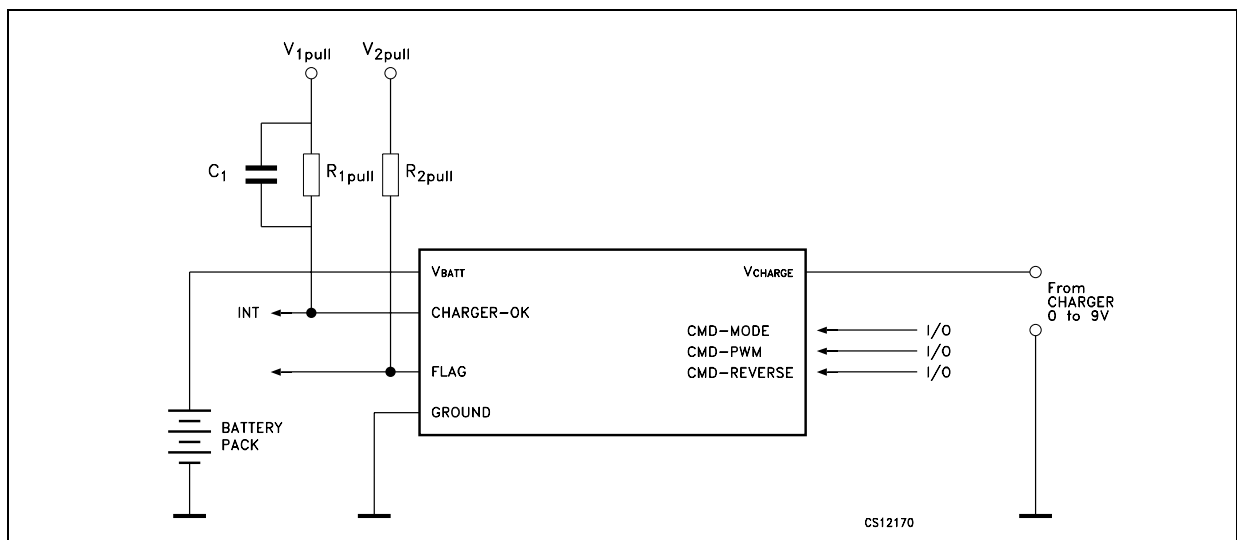 V1pull
V2pull
C1
R1pull
R2pull
VBATT
VCHARGE
INT
CHARGER-OK
From
CHARGER
0 to 9V
CMD-MODE
I/O
CMD-PWM
I/O
FLAG
CMD-REVERSE
I/O
GROUND
BATTERY
PACK
CS12170